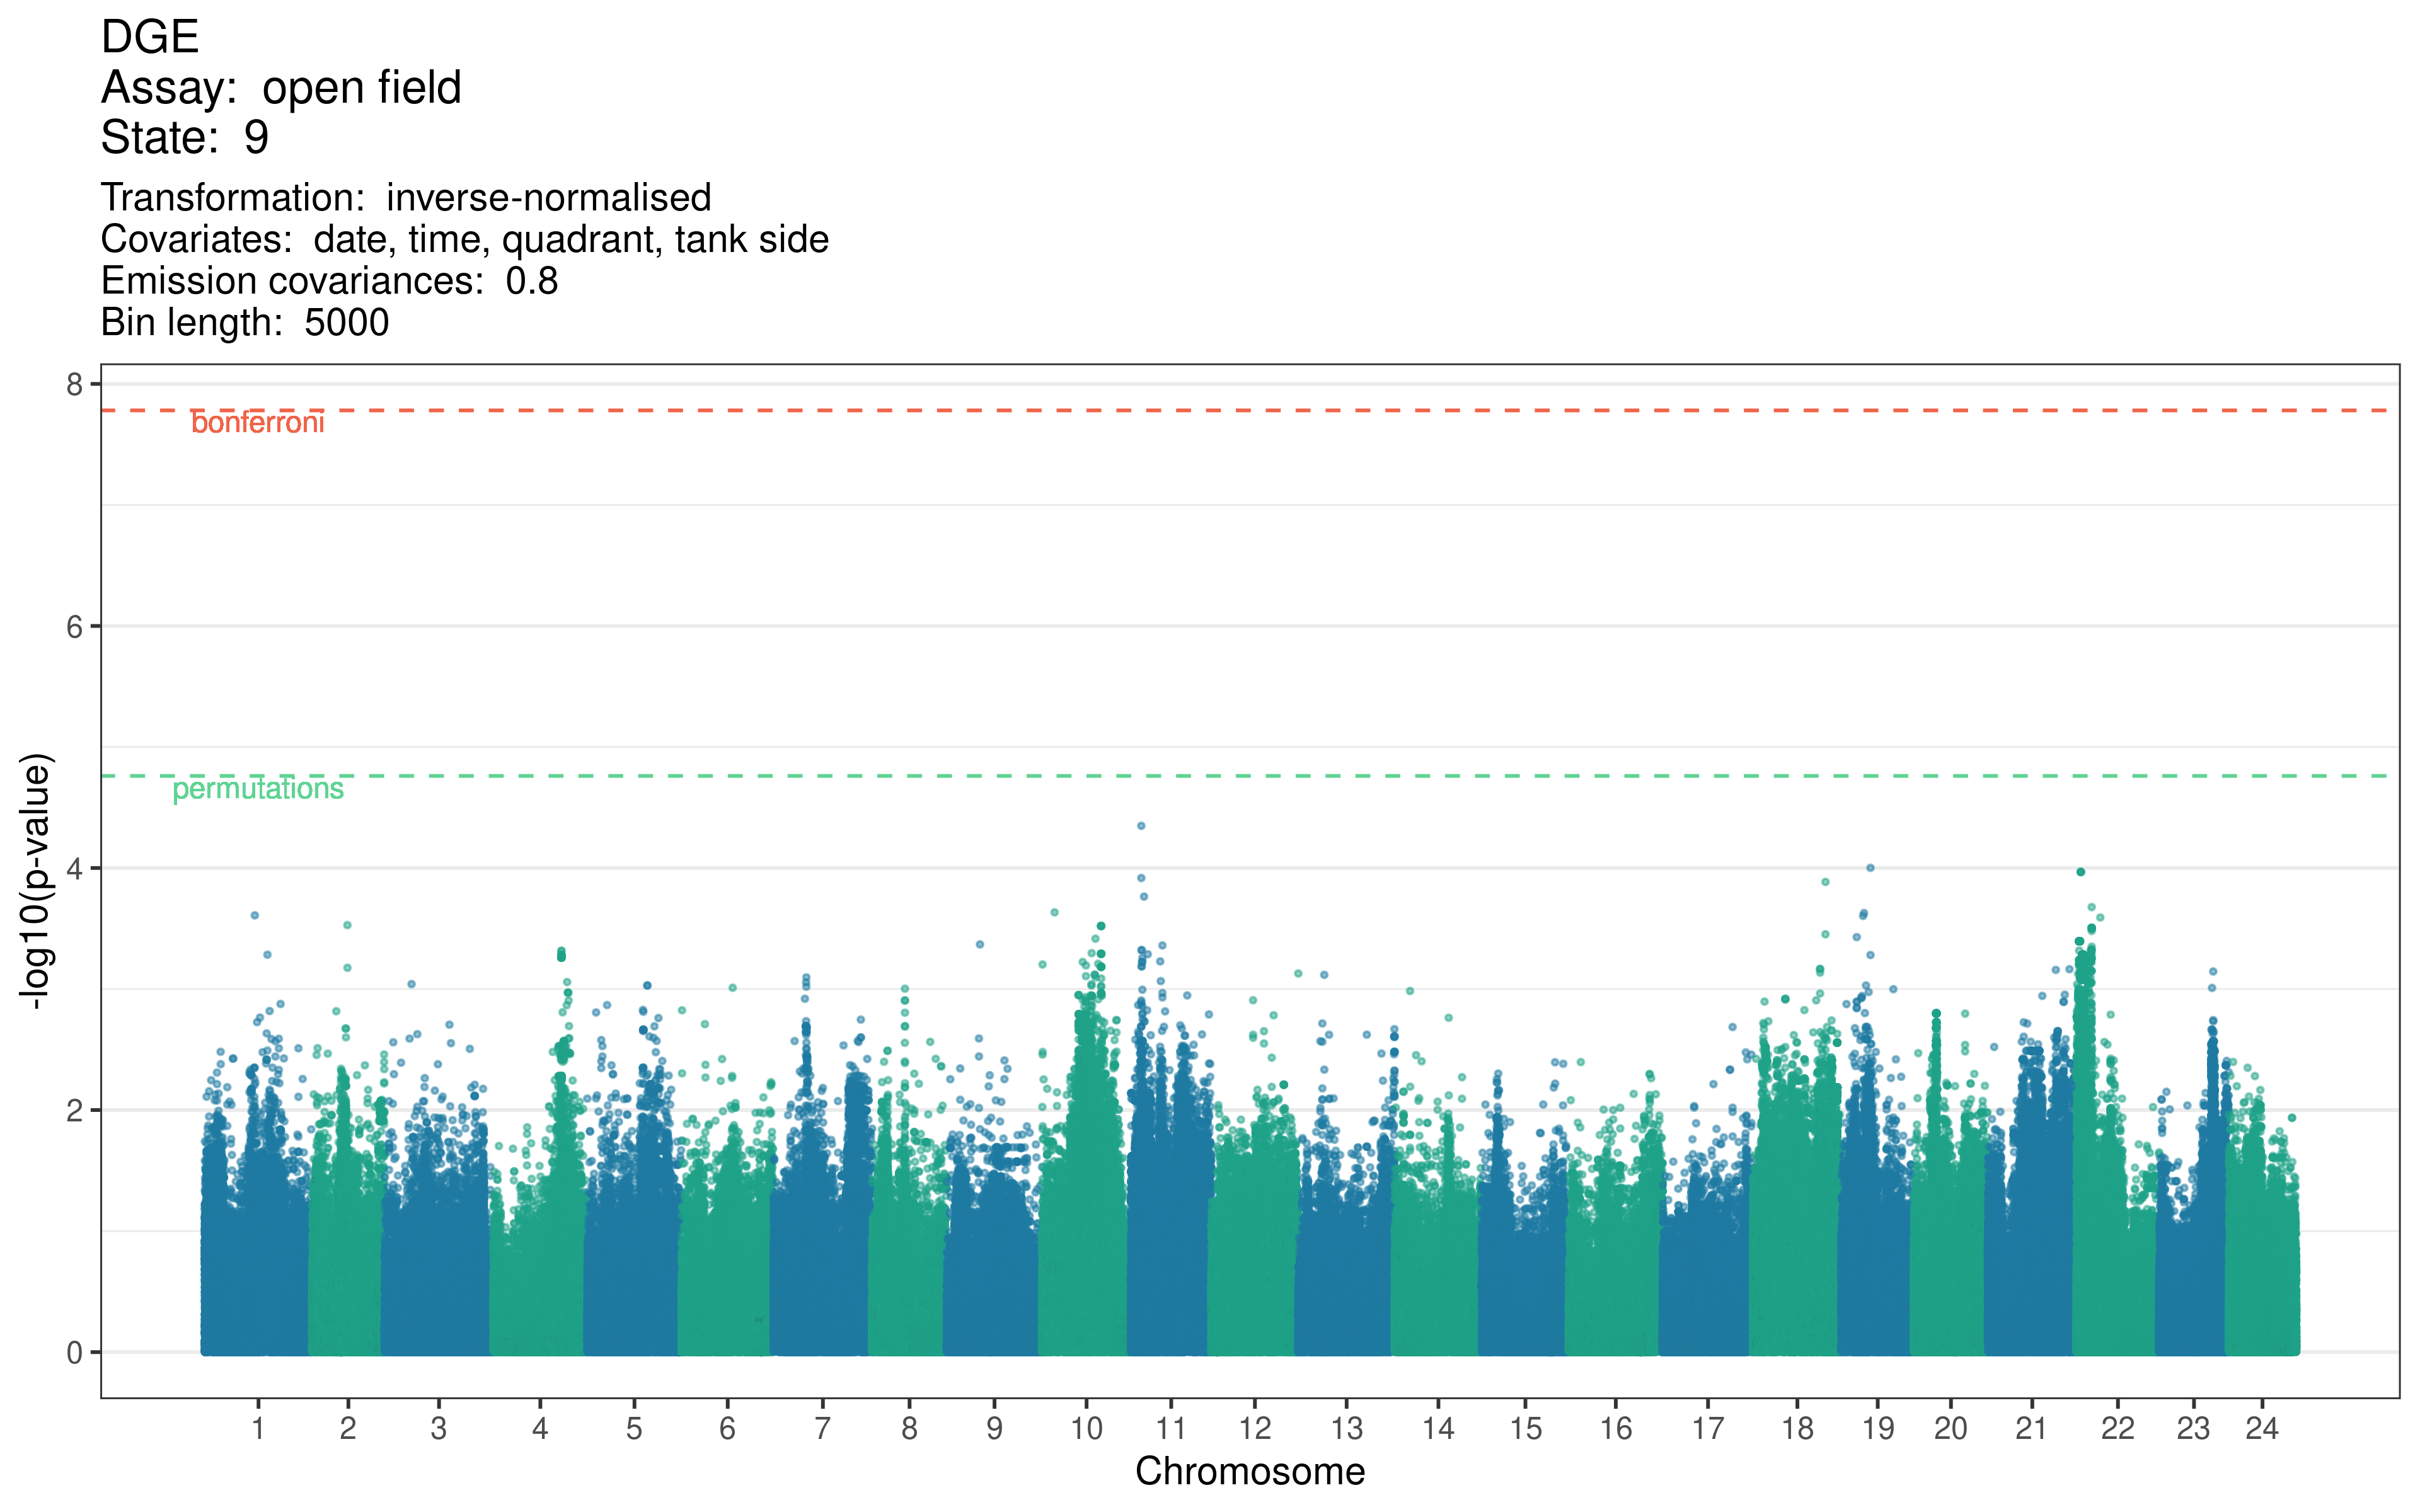 DGE
Assay:  open field
State:  9
Transformation:  inverse-normalised
Covariates:  date, time, quadrant, tank side
Emission covariances:  0.8
Bin length:  5000
8
bonferroni
6
permutations
4
2
0
-log10(p-value)
1 2 3 4 5 6 7 8 9 10 11 12 13 14 15 16 17 18 19 20 21 22 23 24
Chromosome